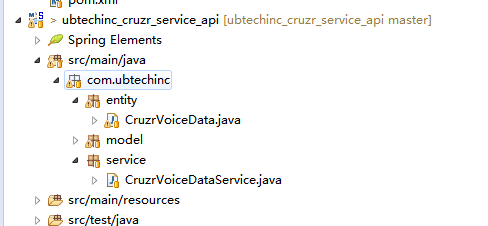 pom.xml
> ubtechinc_cruzr_service_api [ubtechinc_cruzr_service_api master]
Spring Elements
src/main/java
com.ubtechinc
entity
CruzrVoiceData.java
model
service
CruzrVoiceDataService.java
src/main/resources
src/test/java